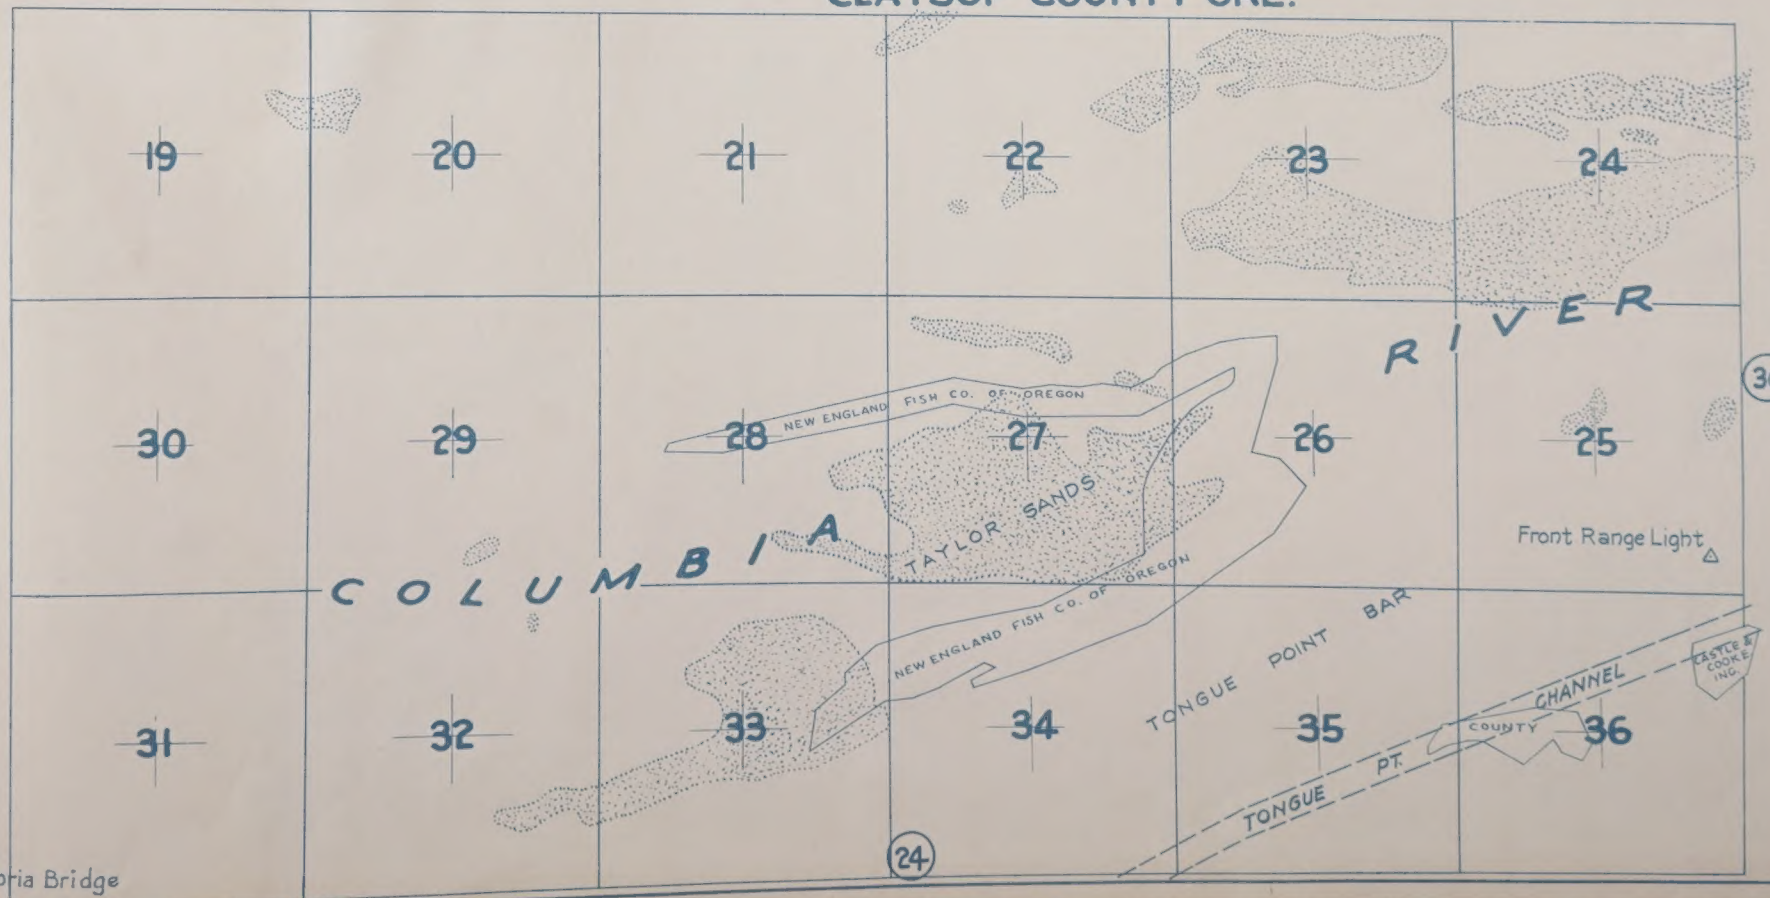 CLATSOP COUNTY ORE.
19
20
21
22
23
24
RIVER
30
29
28
27
26
25
NEW ENGLAND FISH CO. OF OREGON
TAYLOR SANDS
Front Range Light
COLUMBIA
NEW ENGLAND FISH CO. OF OREGON
TONGUE POINT BAR
CASTLE &
COOKE
INC.
31
32
33
34
35
36
COUNTY
TONGUE PT. CHANNEL
24
Bridge